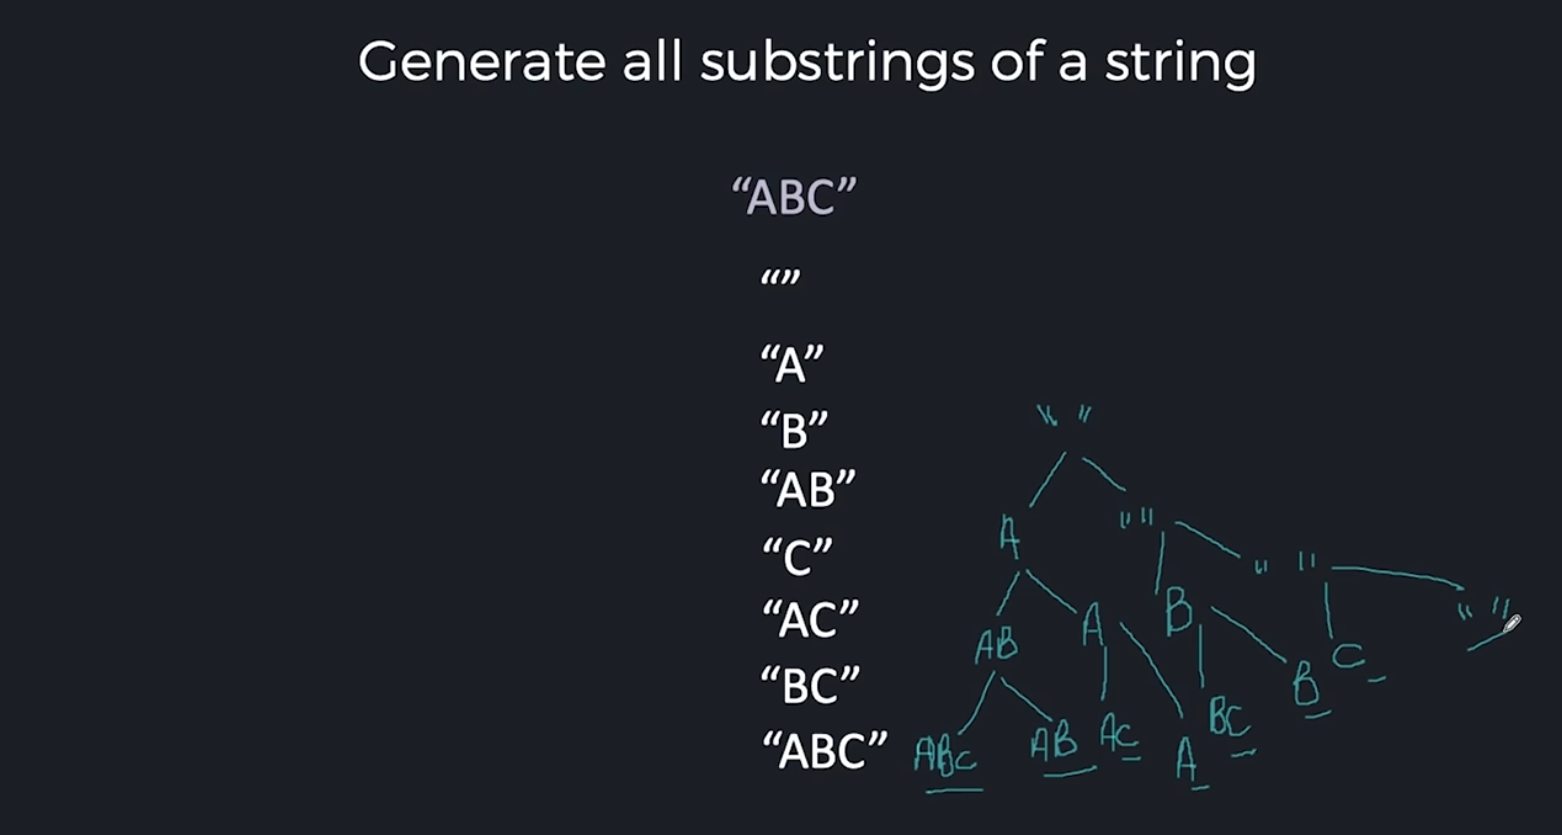 Generate all substrings of a string
“ABC”
“”
“A”
“B”
“AB”
“C”
“AC”
“BC”
“ABC”
" "
A " " " " " "
AB A B C
ABC AB AC A BC B